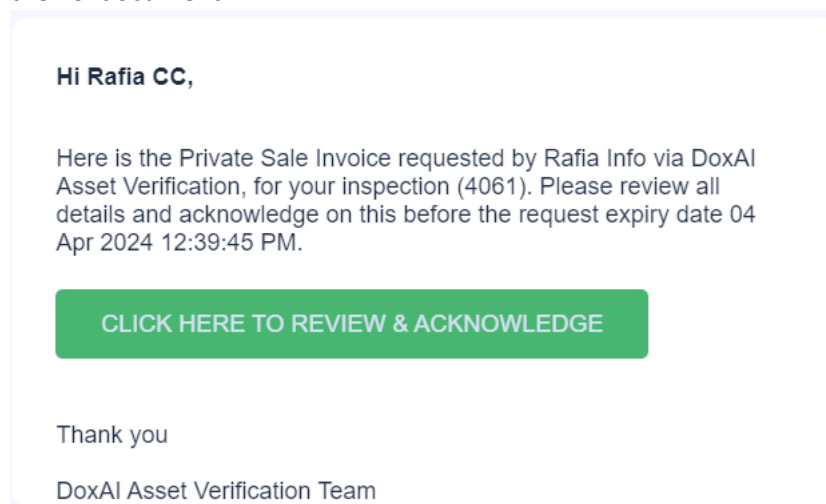 Hi Rafia CC,
Here is the Private Sale Invoice requested by Rafia Info via DoxAI
Asset Verification, for your inspection (4061). Please review all
details and acknowledge on this before the request expiry date 04
Apr 2024 12:39:45 PM.
CLICK HERE TO REVIEW & ACKNOWLEDGE
Thank you
DoxAI Asset Verification Team